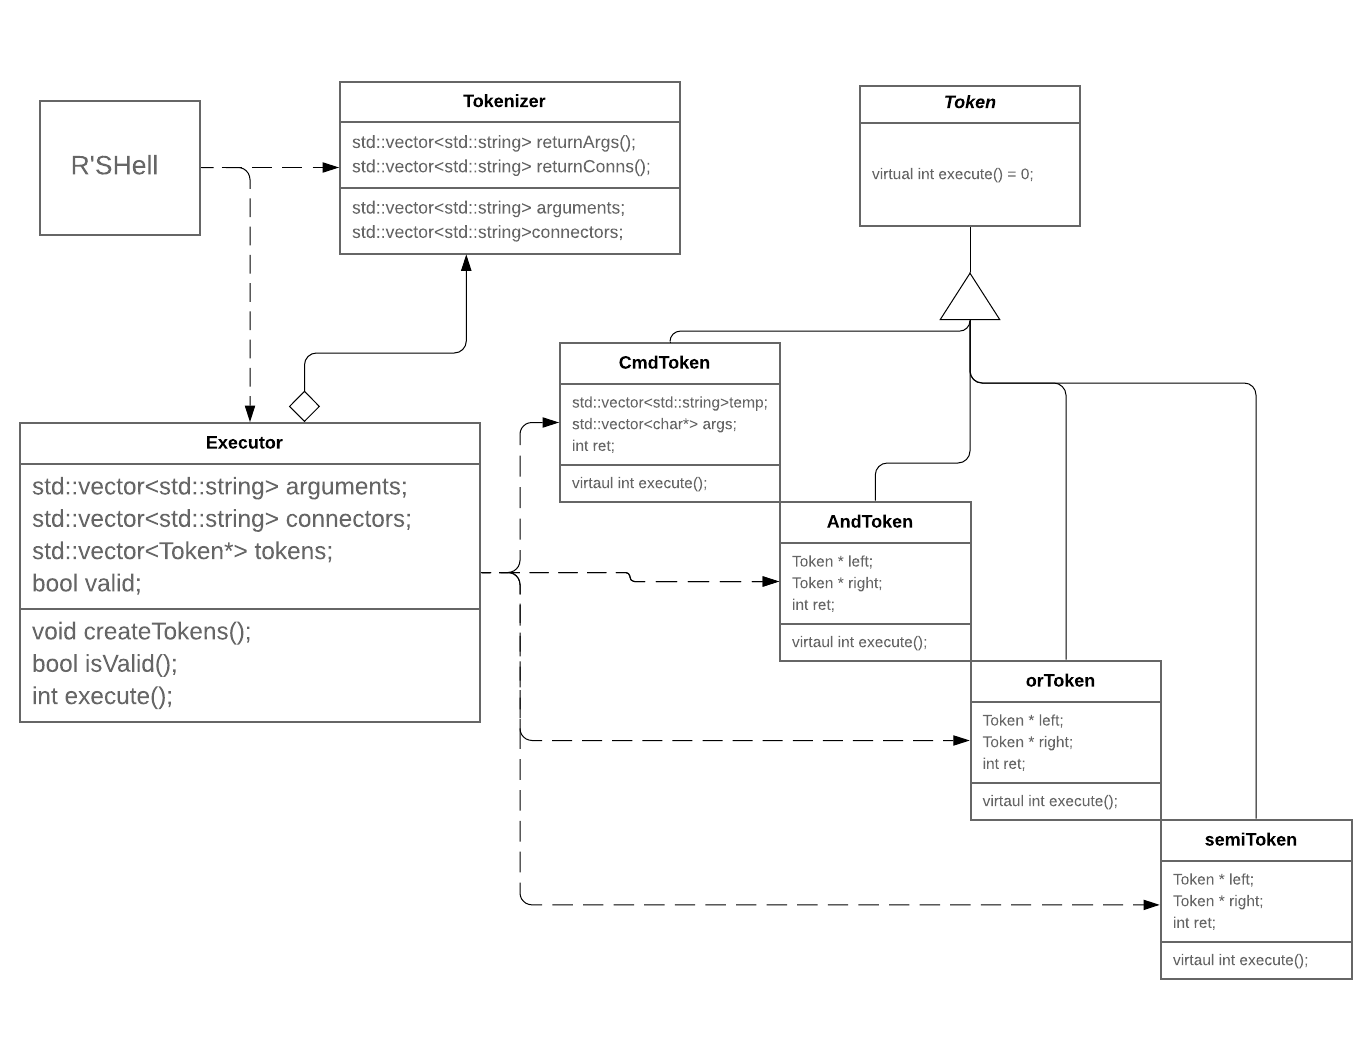 R'SHell
Tokenizer
std::vector<std::string> returnArgs();
std::vector<std::string> returnConns();
std::vector<std::string> arguments;
std::vector<std::string>connectors;
Token
virtual int execute() = 0;
Executor
std::vector<std::string> arguments;
std::vector<std::string> connectors;
std::vector<Token*> tokens;
bool valid;
void createTokens();
bool isValid();
int execute();
CmdToken
std::vector<std::string>temp;
std::vector<char*> args;
int ret;
virtaul int execute();
AndToken
Token * left;
Token * right;
int ret;
virtaul int execute();
orToken
Token * left;
Token * right;
int ret;
virtaul int execute();
semiToken
Token * left;
Token * right;
int ret;
virtaul int execute();